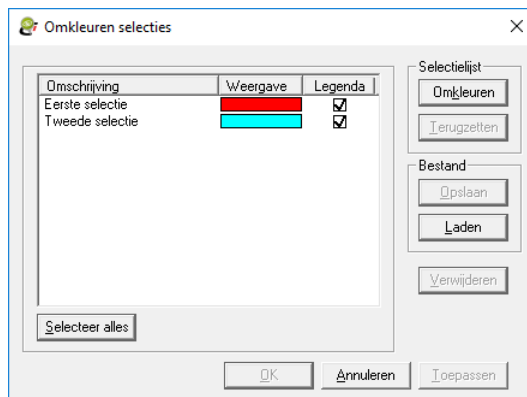 Omkleuren selecties
Selectielijst
Omschrijving Weergave Legenda
Omkleuren
Eerste selectie
Tweede selectie
Terugzetten
Bestand
Opslaan
Laden
Verwijderen
Selecteer alles
OK Annuleren Toepassen